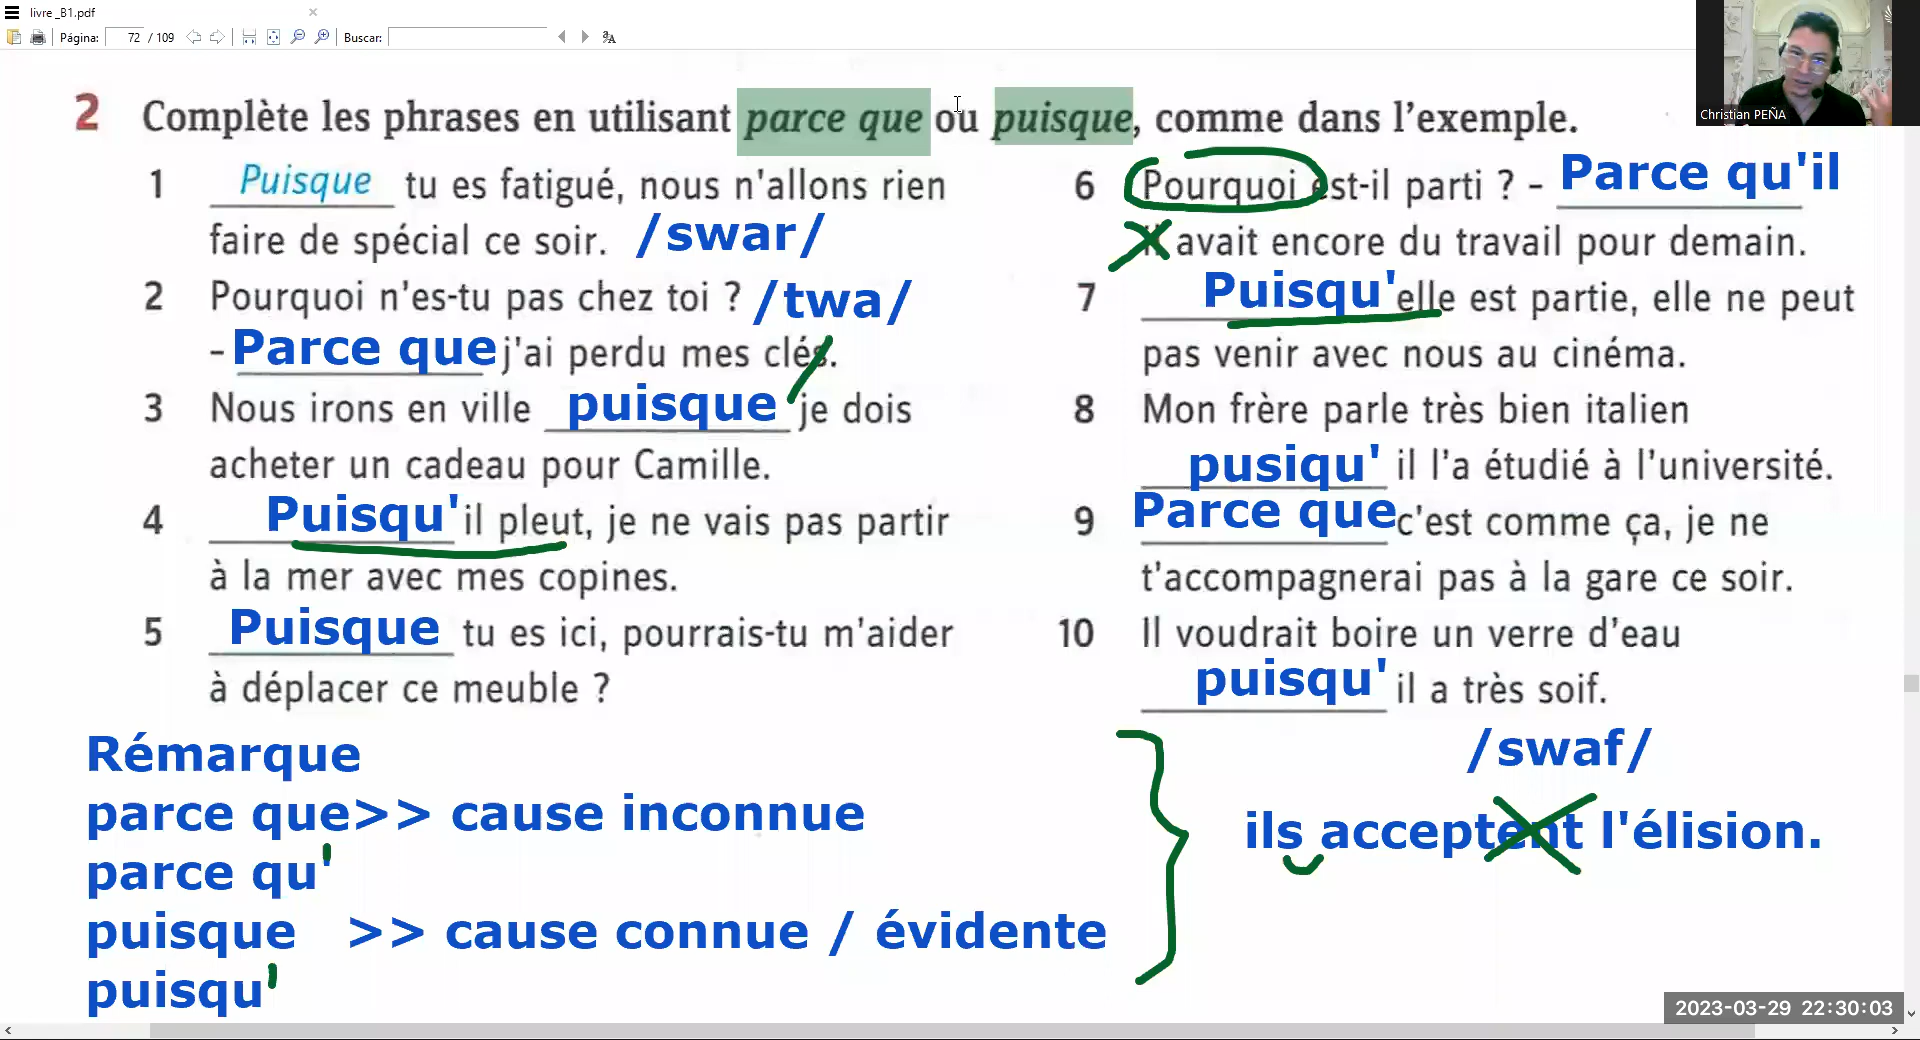 livre_B1.pdf
Página: 72 / 109 Buscar:
Christian PEÑA
2 Complète les phrases en utilisant parce que ou puisque, comme dans l'exemple.
1 Puisque tu es fatigué, nous n'allons rien
faire de spécial ce soir. /swar/
2 Pourquoi n'es-tu pas chez toi ? /twa/
– Parce que j'ai perdu mes clés.
3 Nous irons en ville puisque je dois
acheter un cadeau pour Camille.
4 Puisqu' il pleut, je ne vais pas partir
à la mer avec mes copines.
5 Puisque tu es ici, pourrais-tu m'aider
à déplacer ce meuble ?
6 Pourquoi est-il parti ? – Parce qu'il
il avait encore du travail pour demain.
7 Puisqu' elle est partie, elle ne peut
pas venir avec nous au cinéma.
8 Mon frère parle très bien italien
pusiqu' il l'a étudié à l'université.
9 Parce que c'est comme ça, je ne
t'accompagnerai pas à la gare ce soir.
10 Il voudrait boire un verre d'eau
puisqu' il a très soif.
/swaf/
Rémarque
parce que>> cause inconnue
parce qu'
puisque >> cause connue / évidente
puisqu'
ils acceptent l'élision.
2023-03-29 22:30:03